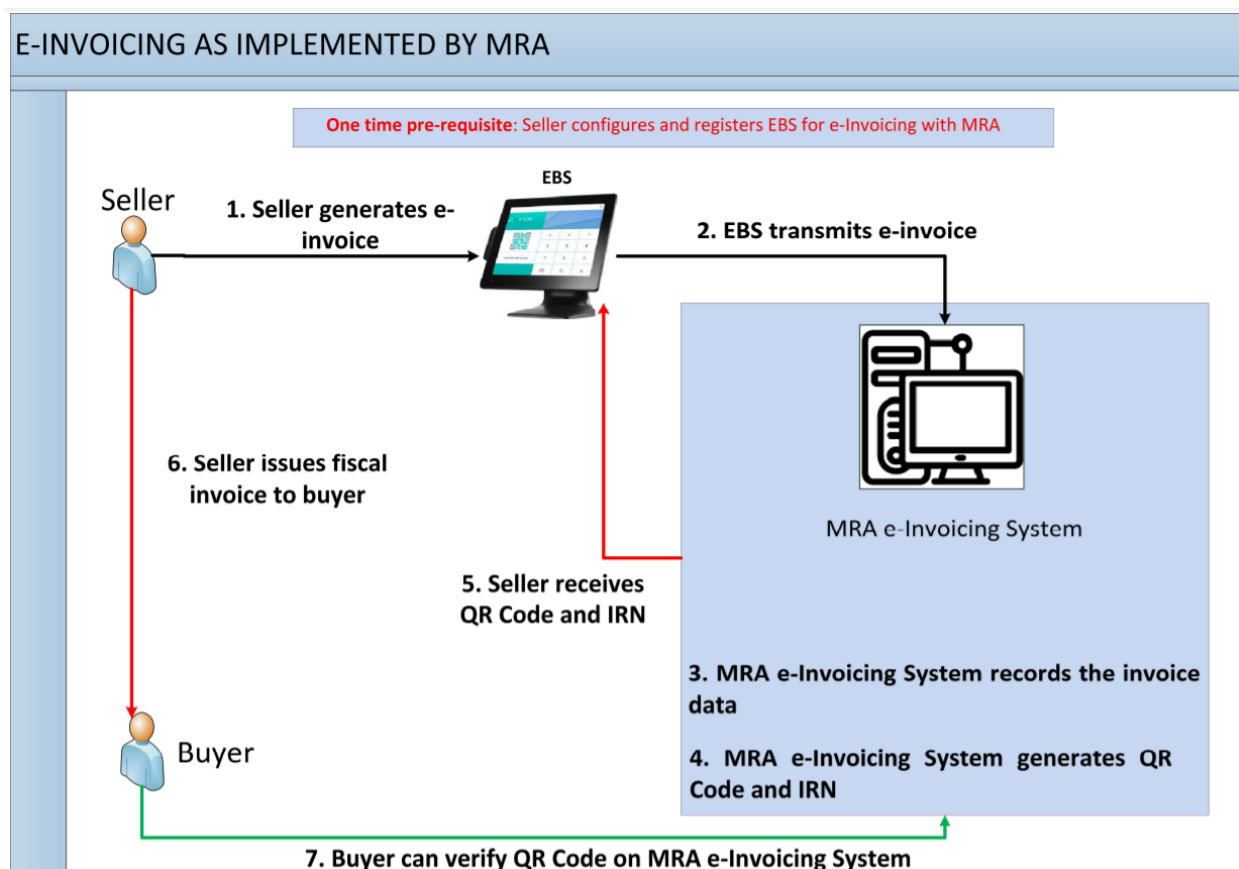 E-INVOICING AS IMPLEMENTED BY MRA
One time pre-requisite: Seller configures and registers EBS for e-Invoicing with MRA
Seller
1. Seller generates e-
invoice
EBS
2. EBS transmits e-invoice
MRA e-Invoicing System
6. Seller issues fiscal
invoice to buyer
5. Seller receives
QR Code and IRN
3. MRA e-Invoicing System records the invoice
data
4. MRA e-Invoicing System generates QR
Code and IRN
Buyer
7. Buyer can verify QR Code on MRA e-Invoicing System